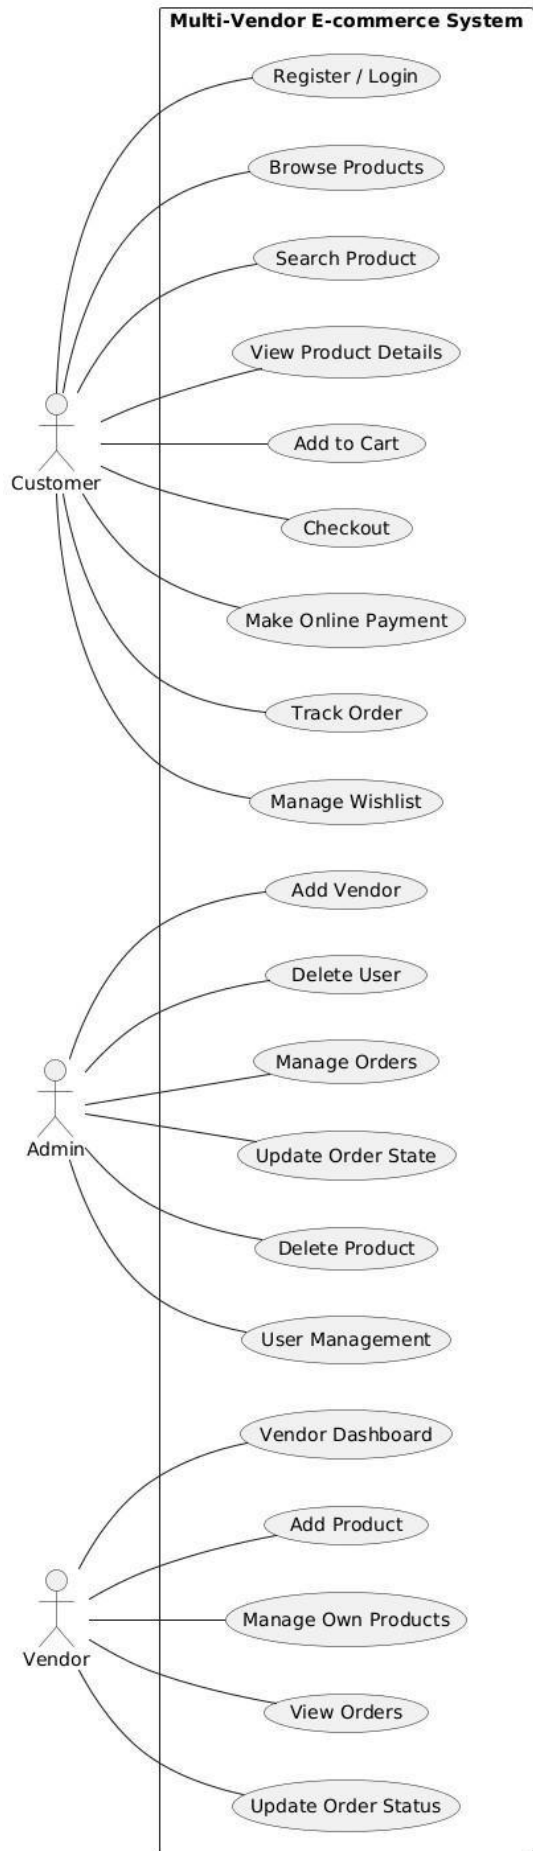 Multi-Vendor E-commerce System
Register / Login
Browse Products
Search Product
View Product Details
Add to Cart
Customer
Checkout
Make Online Payment
Track Order
Manage Wishlist
Add Vendor
Delete User
Manage Orders
Admin
Update Order State
Delete Product
User Management
Vendor Dashboard
Add Product
Manage Own Products
Vendor
View Orders
Update Order Status